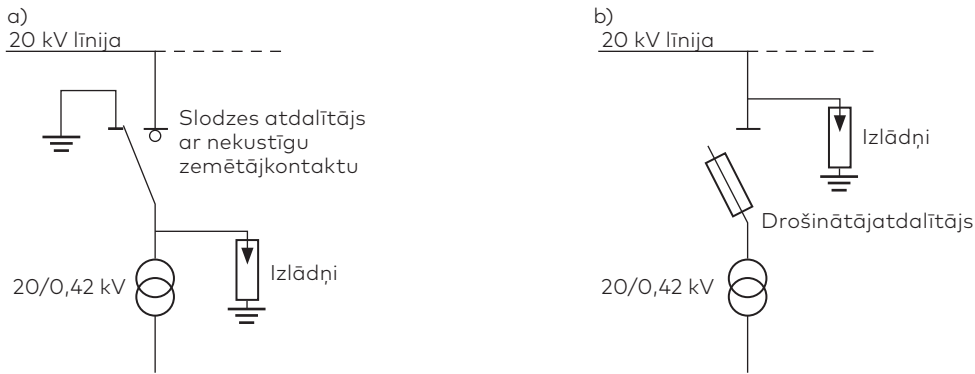 a)
20 kV līnija
Slodzes atdalītājs
ar nekustīgu
zemētājkontaktu
Izlādņi
20/0,42 kV
b)
20 kV līnija
Izlādņi
Drošinātājatdalītājs
20/0,42 kV